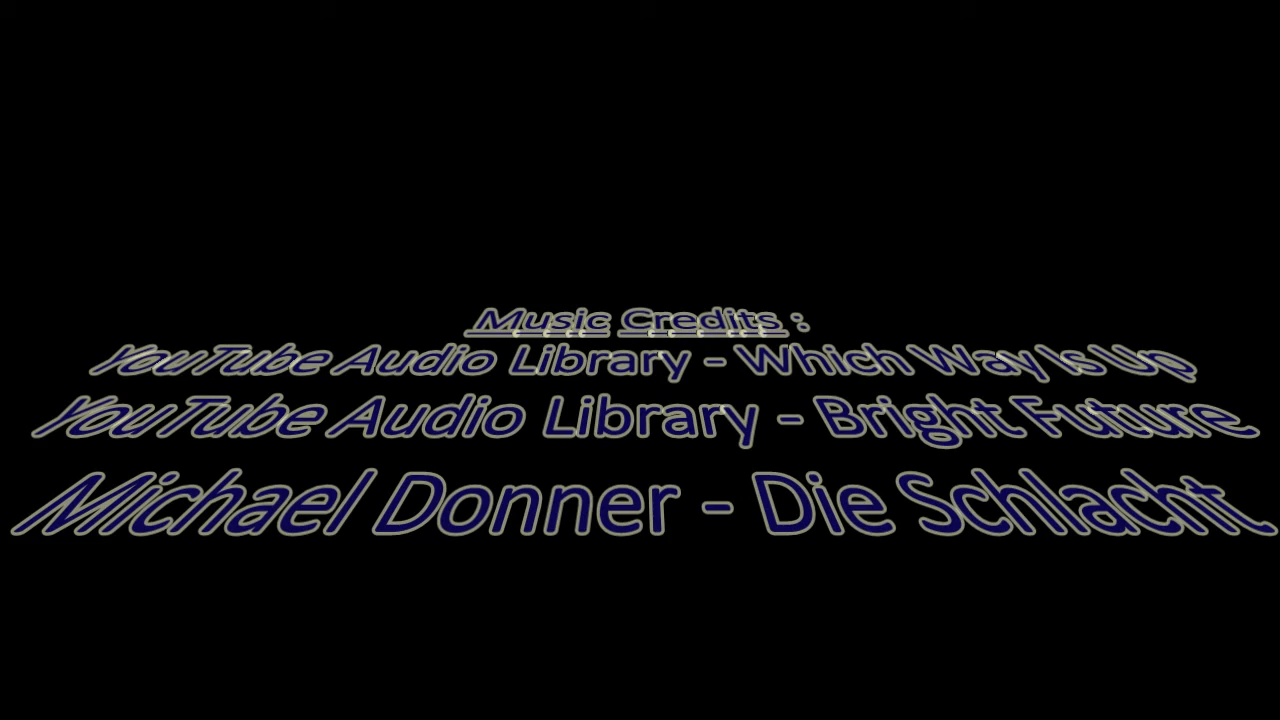 Music Credits :
YouTube Audio Library - Which Way Is Up
YouTube Audio Library - Bright Future
Michael Donner - Die Schlacht